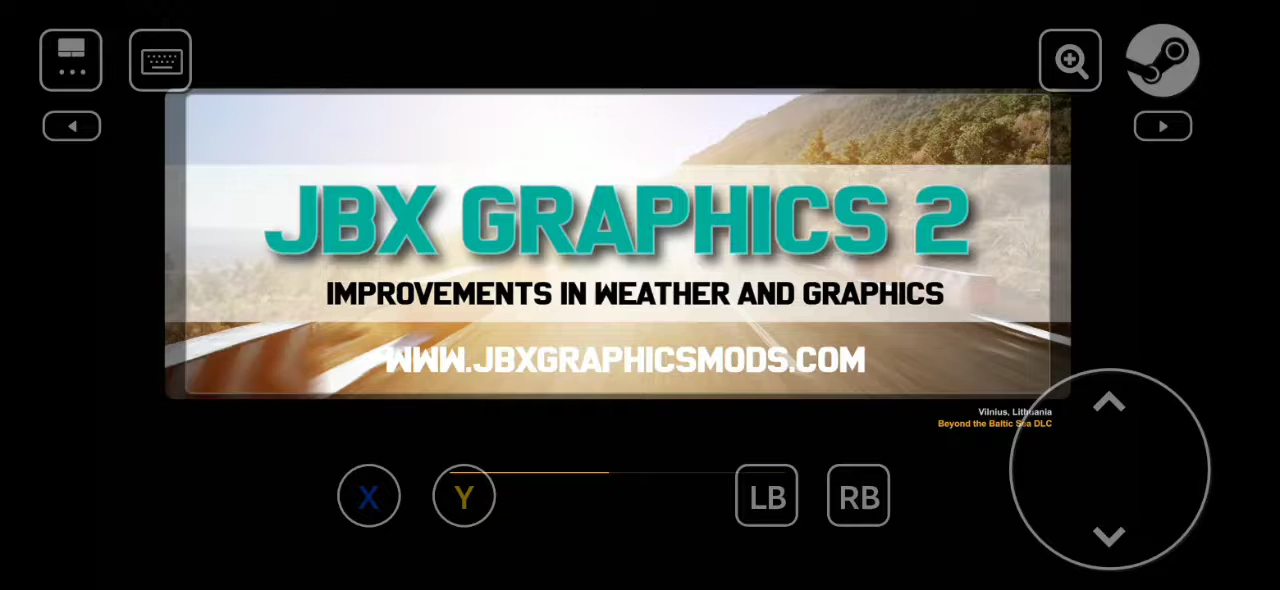 JBX GRAPHICS 2
IMPROVEMENTS IN WEATHER AND GRAPHICS
WWW.JBXGRAPHICSMODS.COM
Vilnius, Lithuania
Beyond the Baltic Sea DLC
X
Y
LB
RB